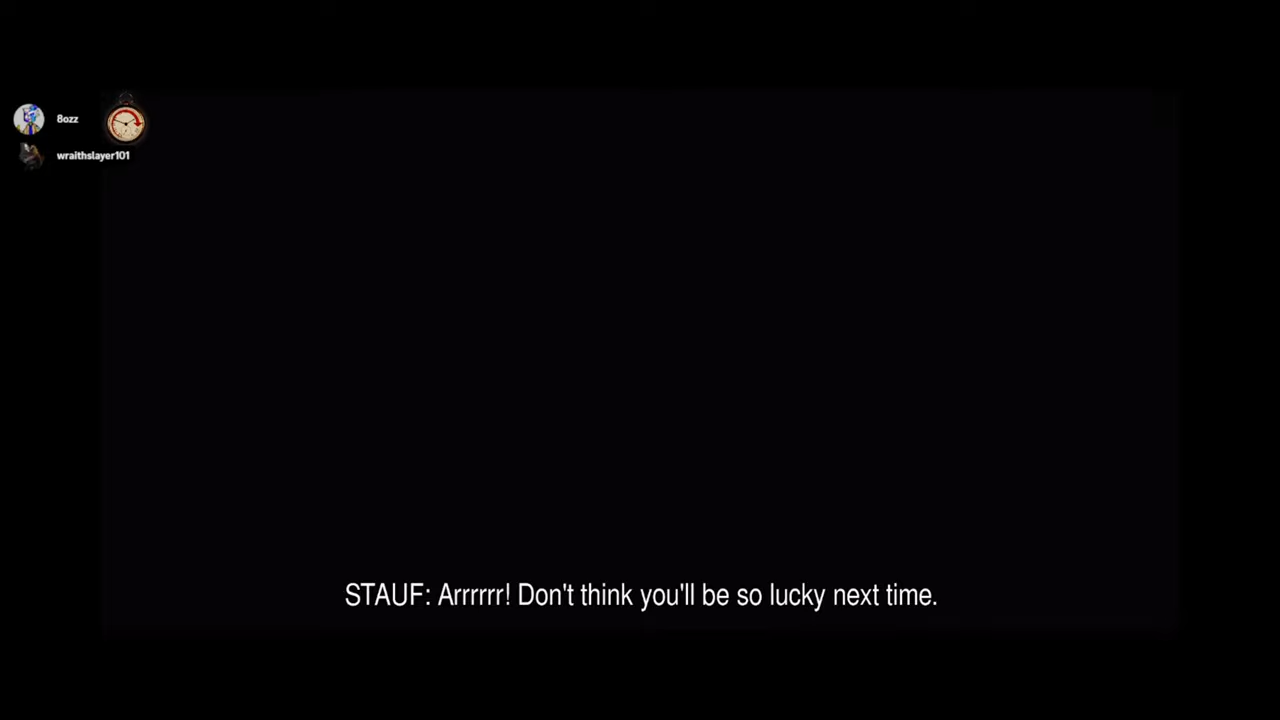 8ozz
wraithslayer101
STAUF: Arrrrrr! Don't think you'll be so lucky next time.